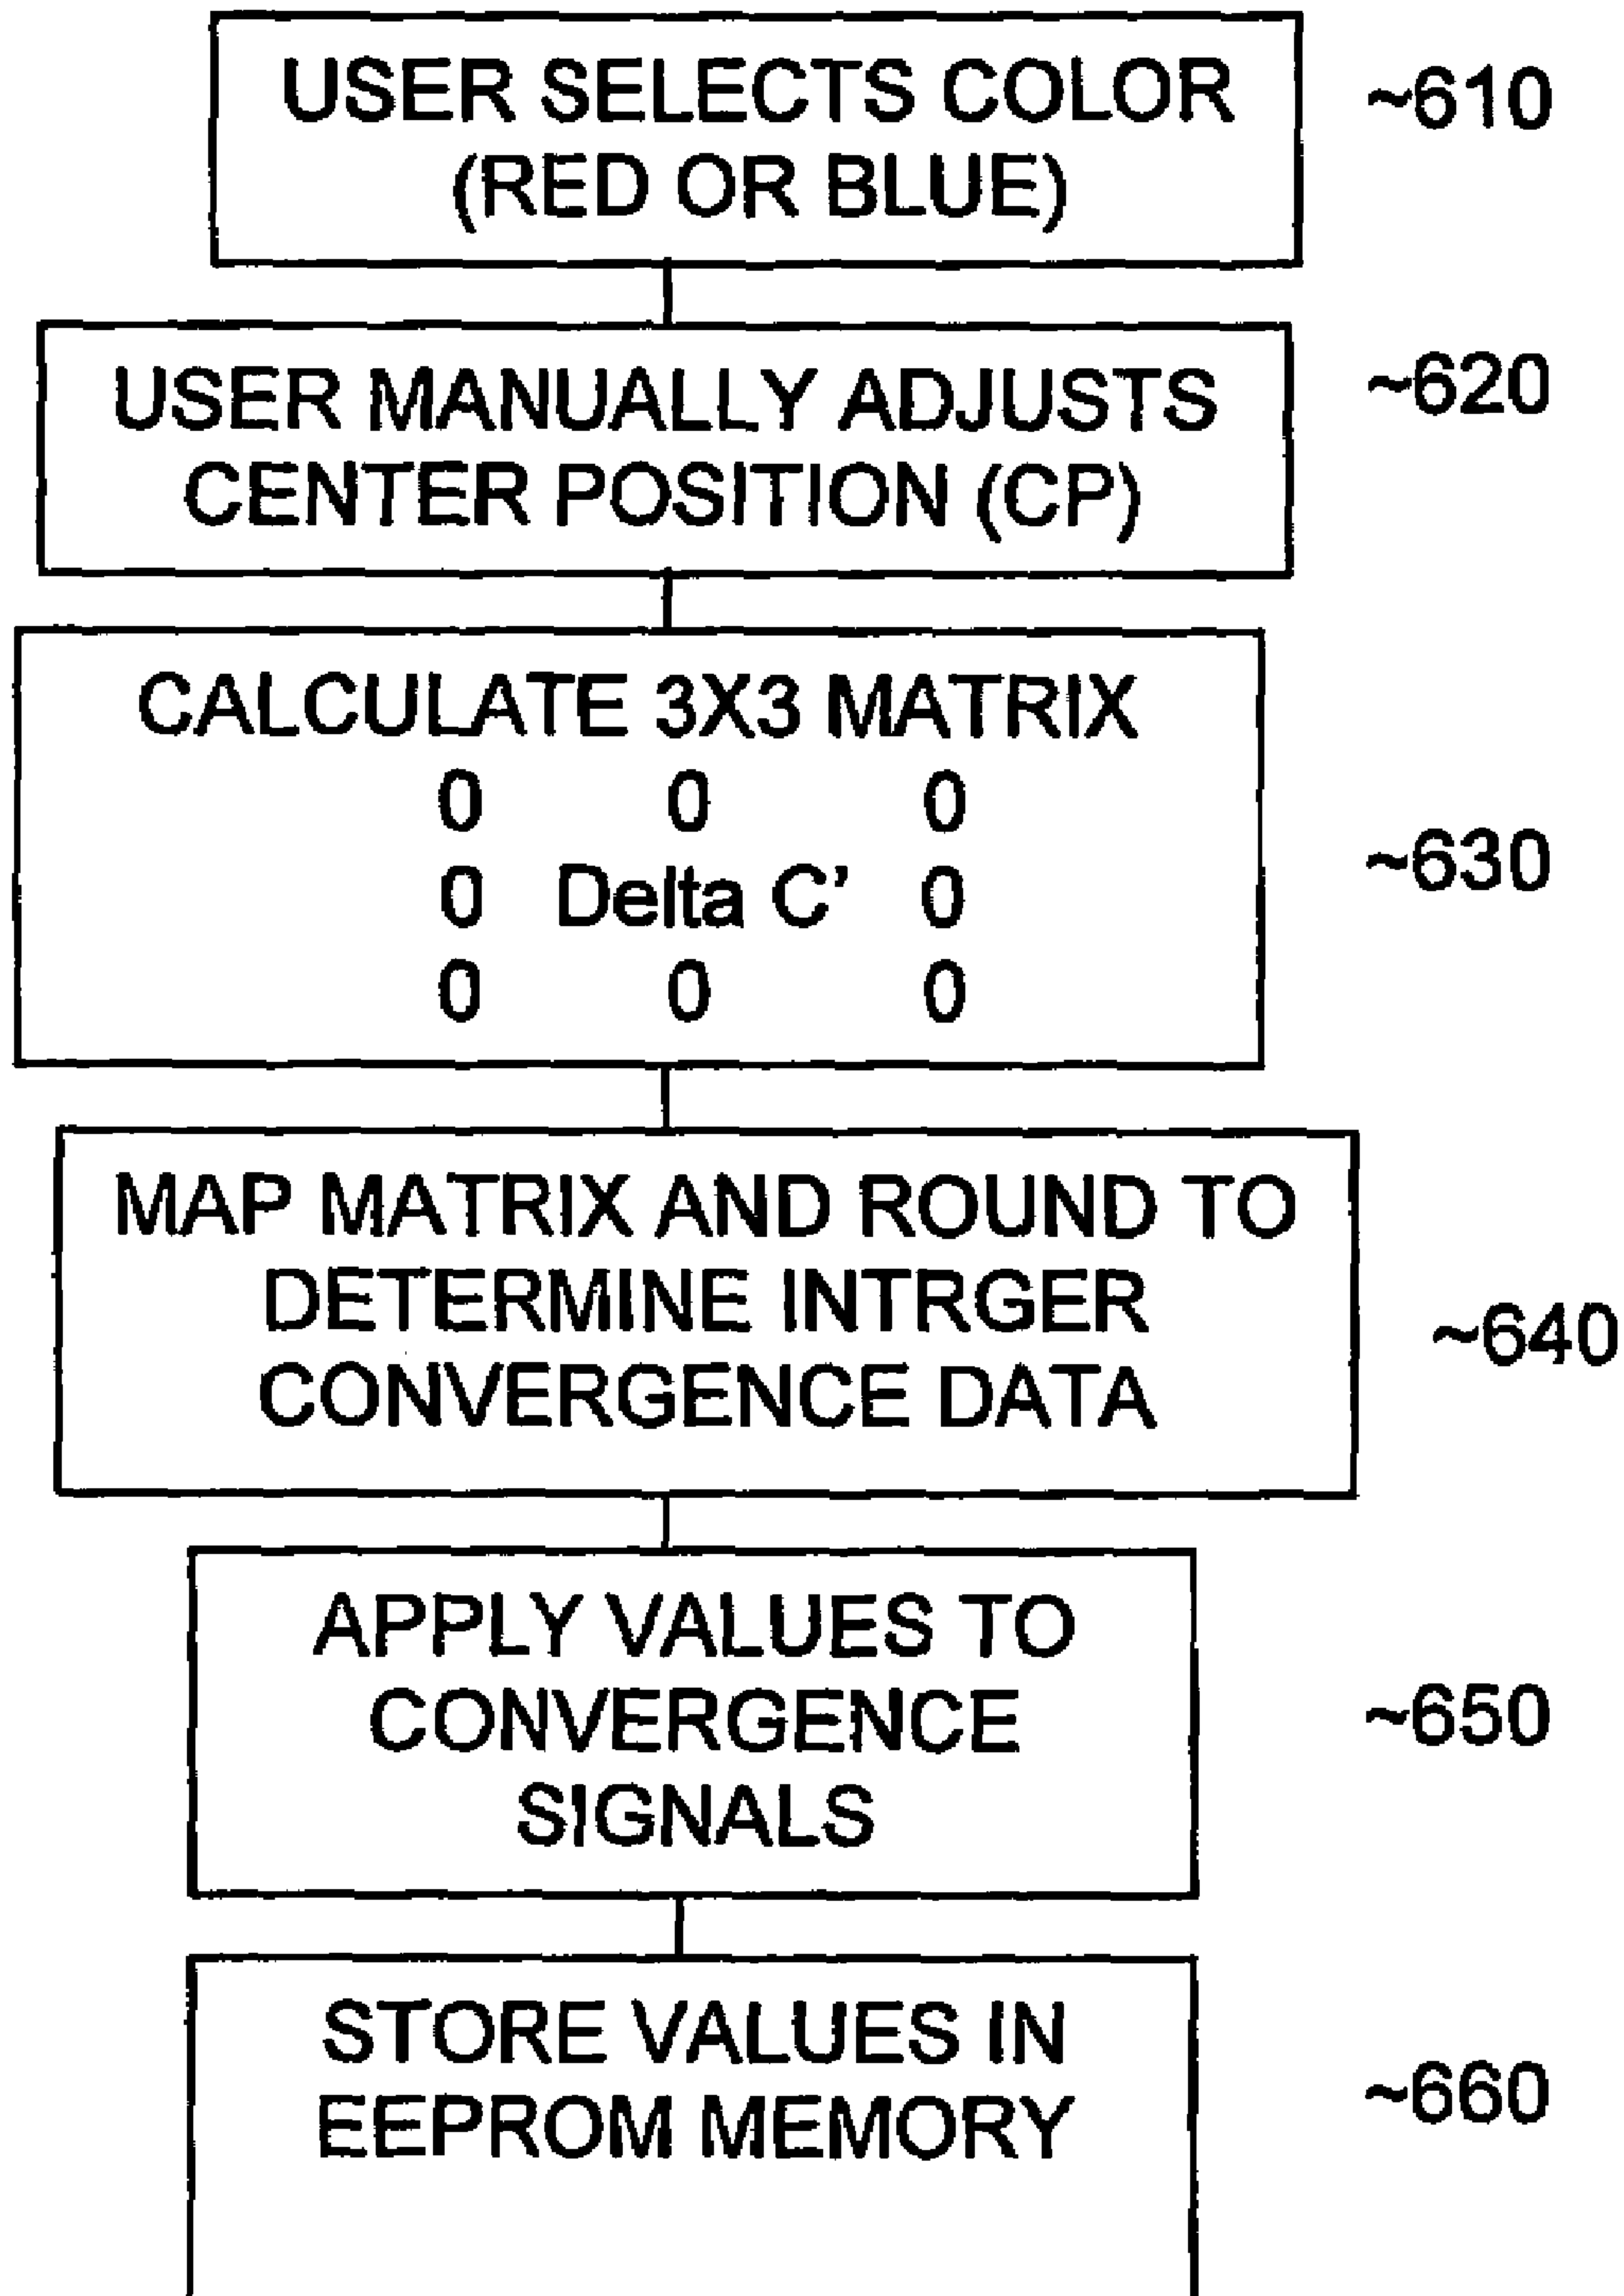 USER SELECTS COLOR
(RED OR BLUE)
~610
USER MANUALLY ADJUSTS
CENTER POSITION (CP)
~620
CALCULATE 3X3 MATRIX
0 0 0
0 Delta C' 0
0 0 0
~630
MAP MATRIX AND ROUND TO
DETERMINE INTRGER
CONVERGENCE DATA
~640
APPLY VALUES TO
CONVERGENCE
SIGNALS
~650
STORE VALUES IN
EEPROM MEMORY
~660